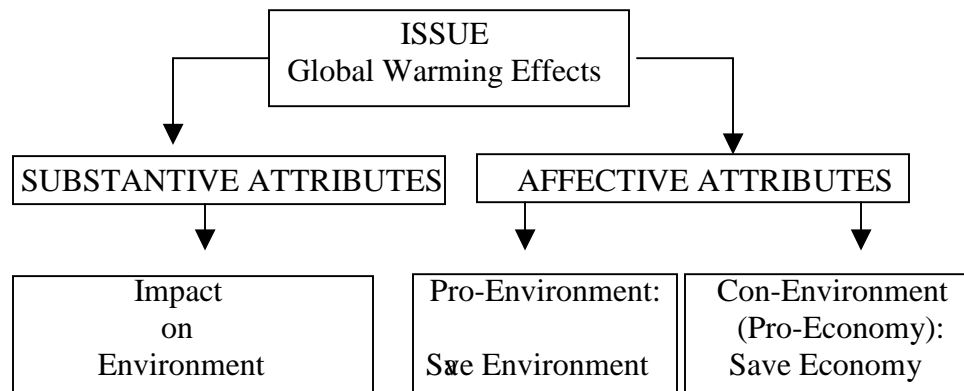 ISSUE
Global Warming Effects
SUBSTANTIVE ATTRIBUTES
AFFECTIVE ATTRIBUTES
Impact
on
Environment
Pro-Environment:
Save Environment
Con-Environment
(Pro-Economy):
Save Economy